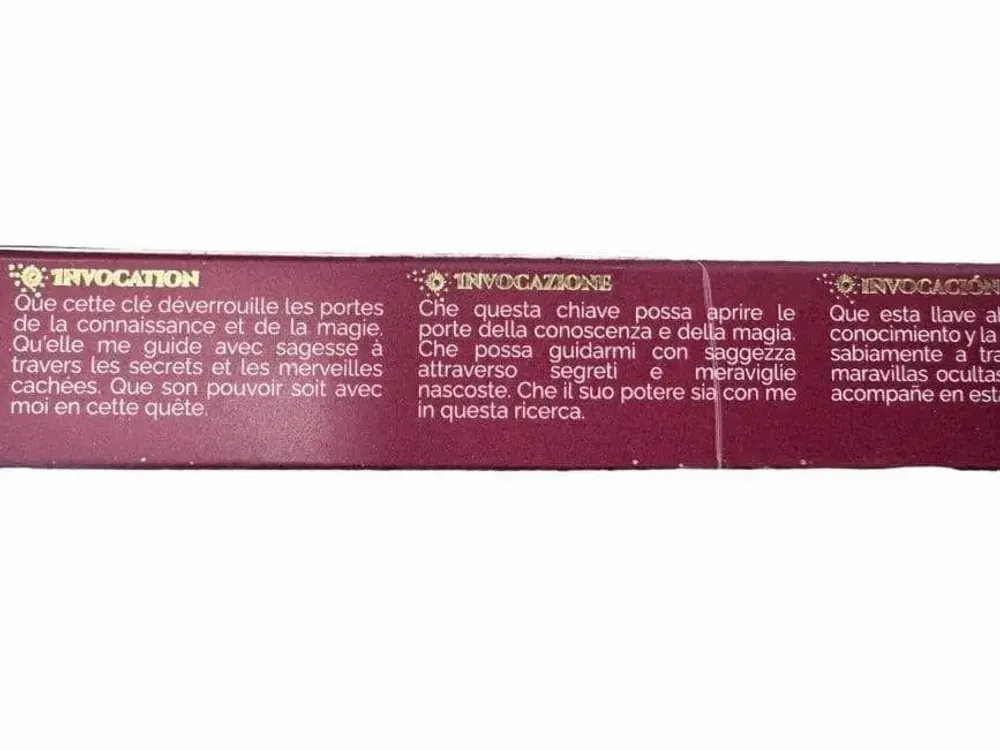 INVOCATION
Que cette clé déverrouille les portes
de la connaissance et de la magie.
Qu'elle me guide avec sagesse à
travers les secrets et les merveilles
cachées. Que son pouvoir soit avec
moi en cette quête.
INVOCAZIONE
Che questa chiave possa aprire le
porte della conoscenza e della magia.
Che possa guidarmi con saggezza
attraverso segreti e meraviglie
nascoste. Che il suo potere sia con me
in questa ricerca.
INVOCACIÓN
Que esta llave
conocimiento y la
sabiamente a
maravillas ocultas
acompañe en